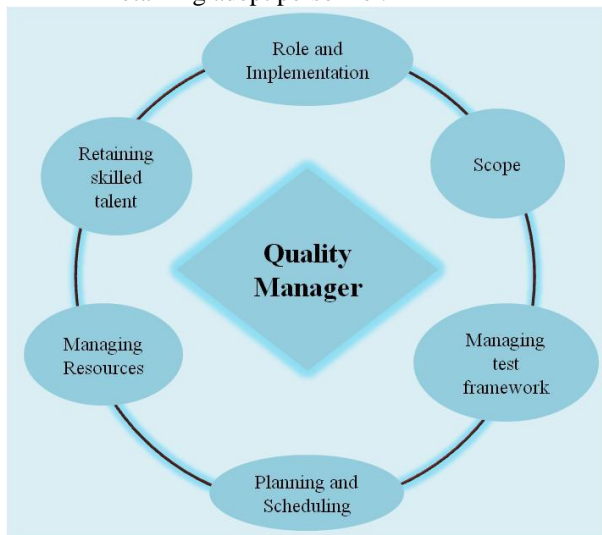 Role and
Implementation
Retaining
skilled
talent
Scope
Quality
Manager
Managing
Resources
Managing
test
framework
Planning and
Scheduling